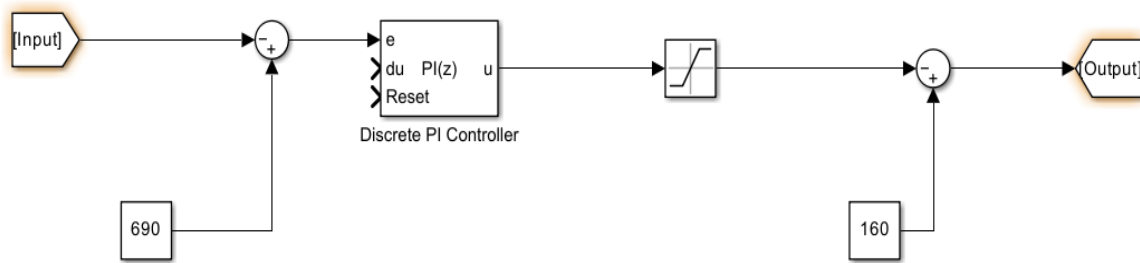 [Input]
-
+
e
du
PI(z)
u
Reset
Discrete PI Controller
-
+
[Output]
690
160